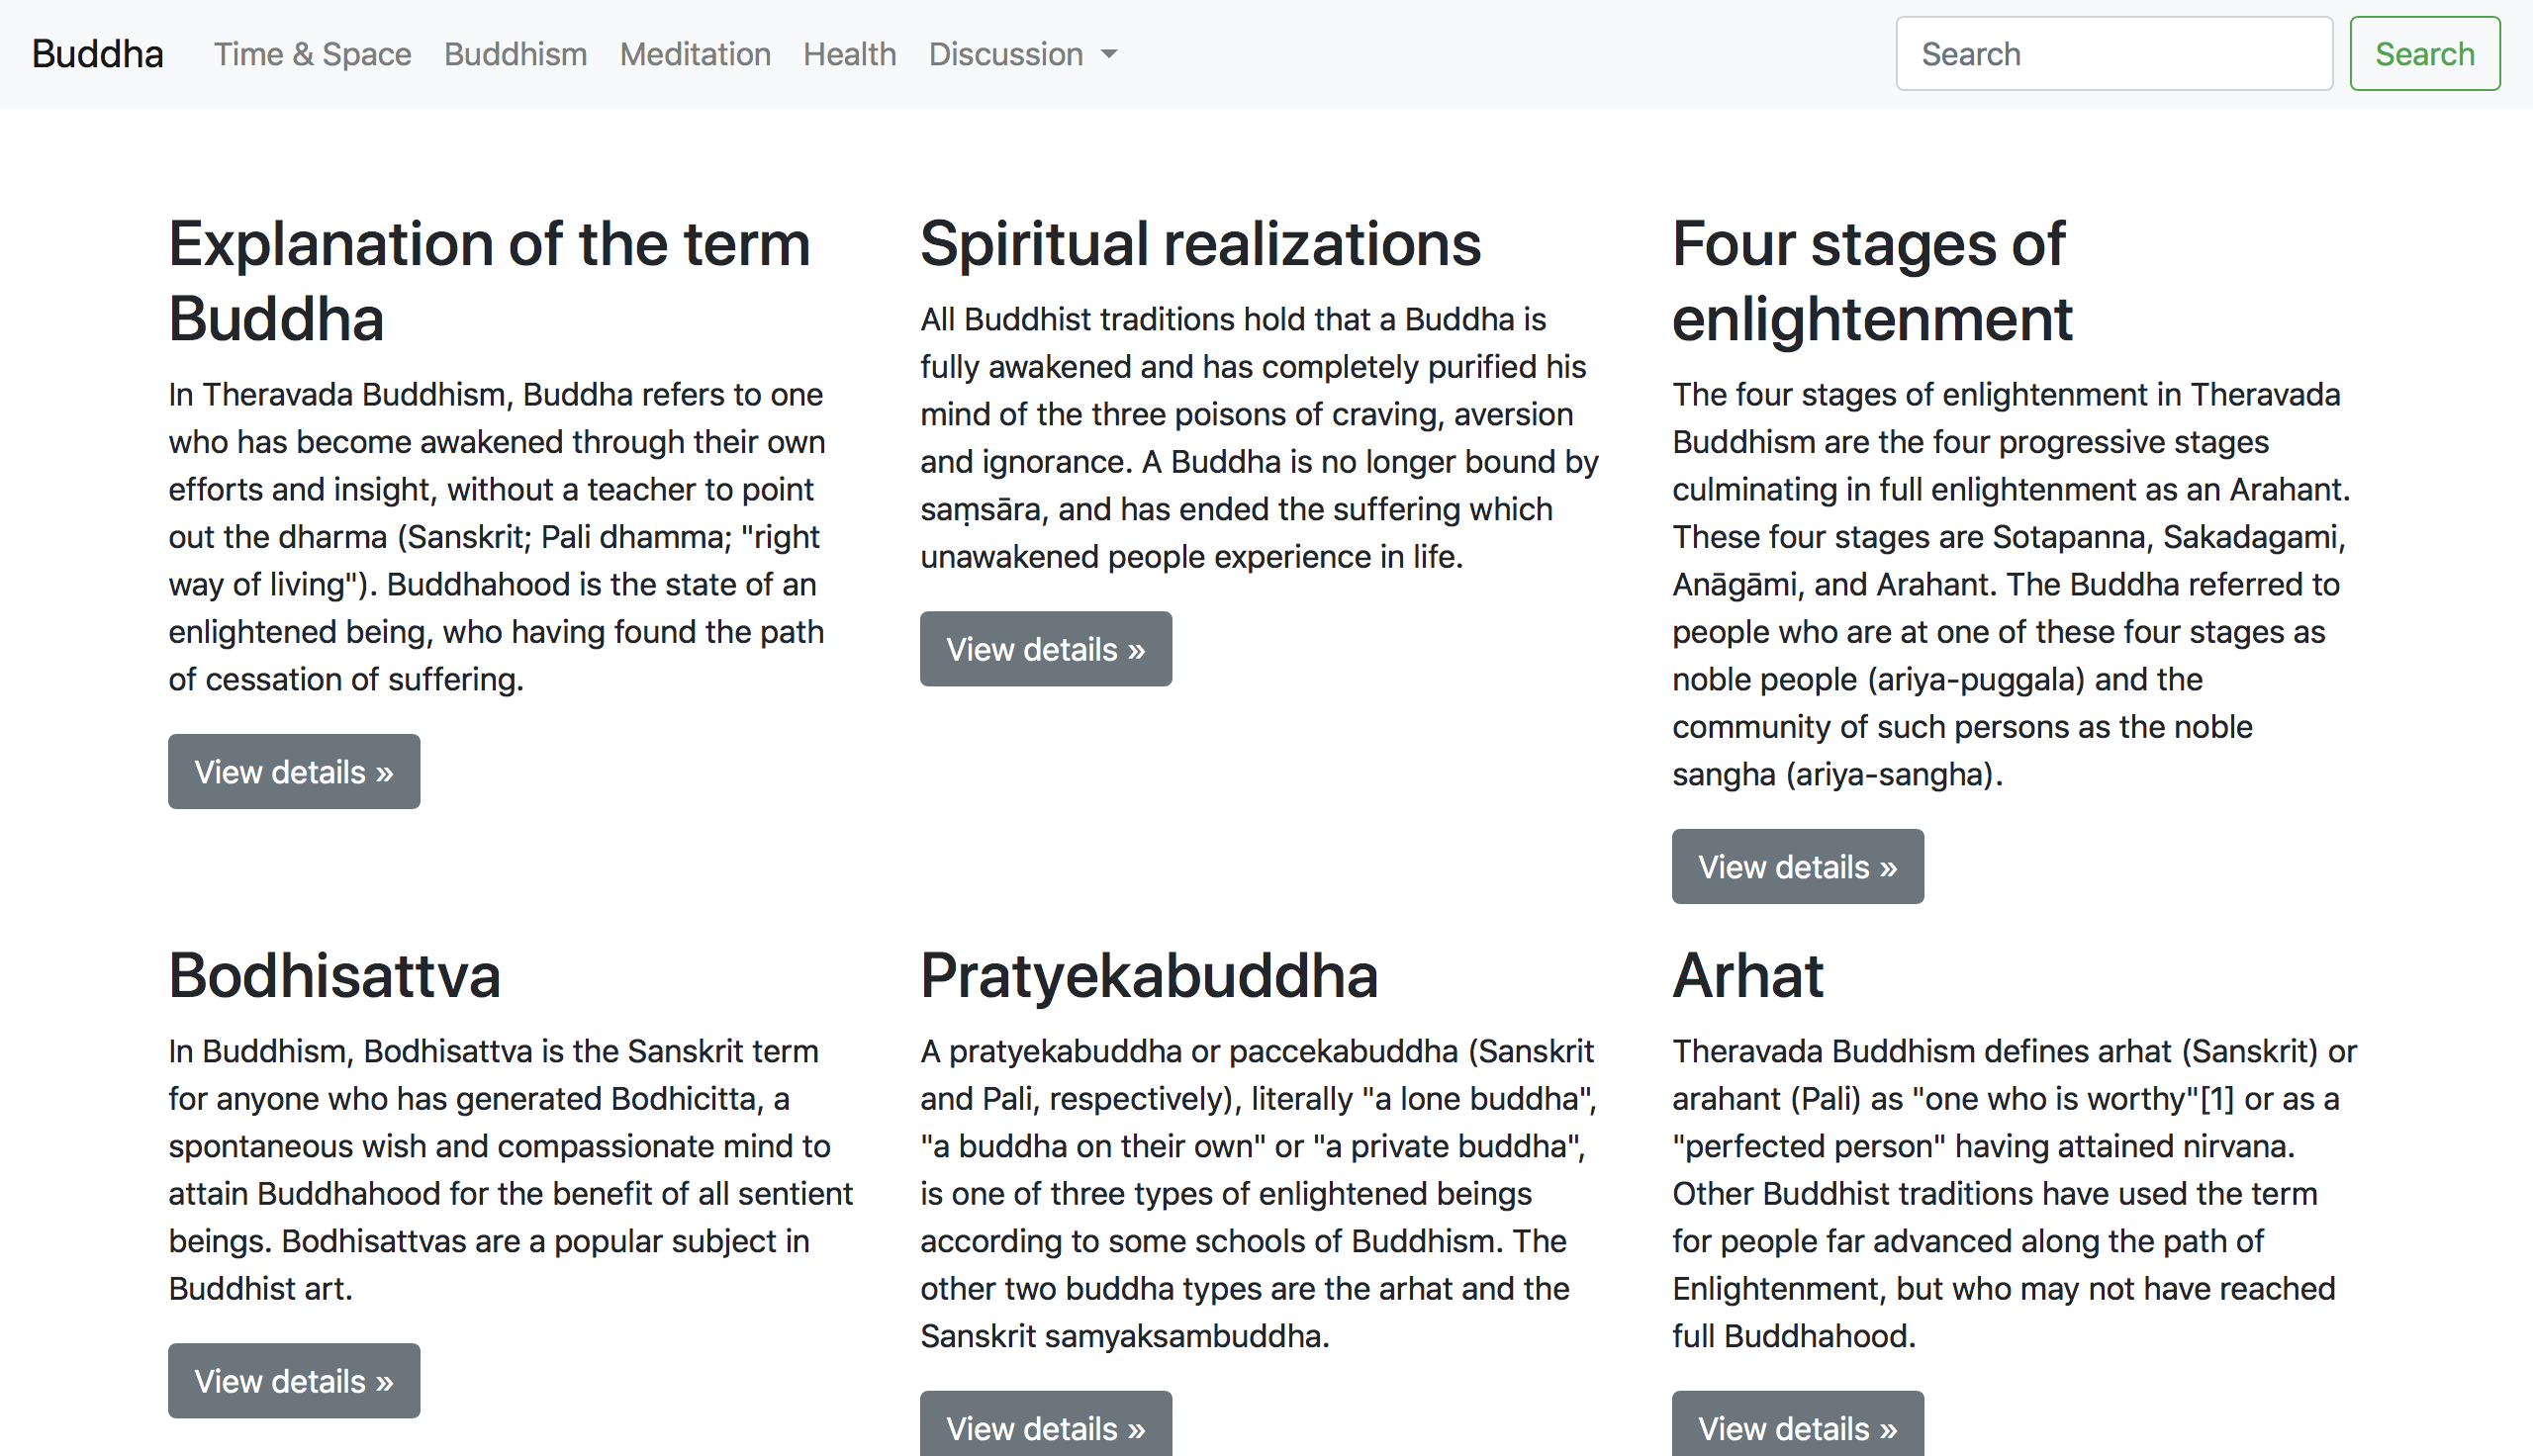 Buddha Time & Space Buddhism Meditation Health Discussion Search Search
Explanation of the term
Buddha
In Theravada Buddhism, Buddha refers to one
who has become awakened through their own
efforts and insight, without a teacher to point
out the dharma (Sanskrit; Pali dhamma; "right
way of living"). Buddhahood is the state of an
enlightened being, who having found the path
of cessation of suffering.
View details »
Spiritual realizations
All Buddhist traditions hold that a Buddha is
fully awakened and has completely purified his
mind of the three poisons of craving, aversion
and ignorance. A Buddha is no longer bound by
saṃsāra, and has ended the suffering which
unawakened people experience in life.
View details »
Four stages of
enlightenment
The four stages of enlightenment in Theravada
Buddhism are the four progressive stages
culminating in full enlightenment as an Arahant.
These four stages are Sotapanna, Sakadagami,
Anāgāmi, and Arahant. The Buddha referred to
people who are at one of these four stages as
noble people (ariya-puggala) and the
community of such persons as the noble
sangha (ariya-sangha).
View details »
Bodhisattva
In Buddhism, Bodhisattva is the Sanskrit term
for anyone who has generated Bodhicitta, a
spontaneous wish and compassionate mind to
attain Buddhahood for the benefit of all sentient
beings. Bodhisattvas are a popular subject in
Buddhist art.
View details »
Pratyekabuddha
A pratyekabuddha or paccekabuddha (Sanskrit
and Pali, respectively), literally "a lone buddha",
"a buddha on their own" or "a private buddha",
is one of three types of enlightened beings
according to some schools of Buddhism. The
other two buddha types are the arhat and the
Sanskrit samyaksambuddha.
View details »
Arhat
Theravada Buddhism defines arhat (Sanskrit) or
arahant (Pali) as "one who is worthy"[1] or as a
"perfected person" having attained nirvana.
Other Buddhist traditions have used the term
for people far advanced along the path of
Enlightenment, but who may not have reached
full Buddhahood.
View details »